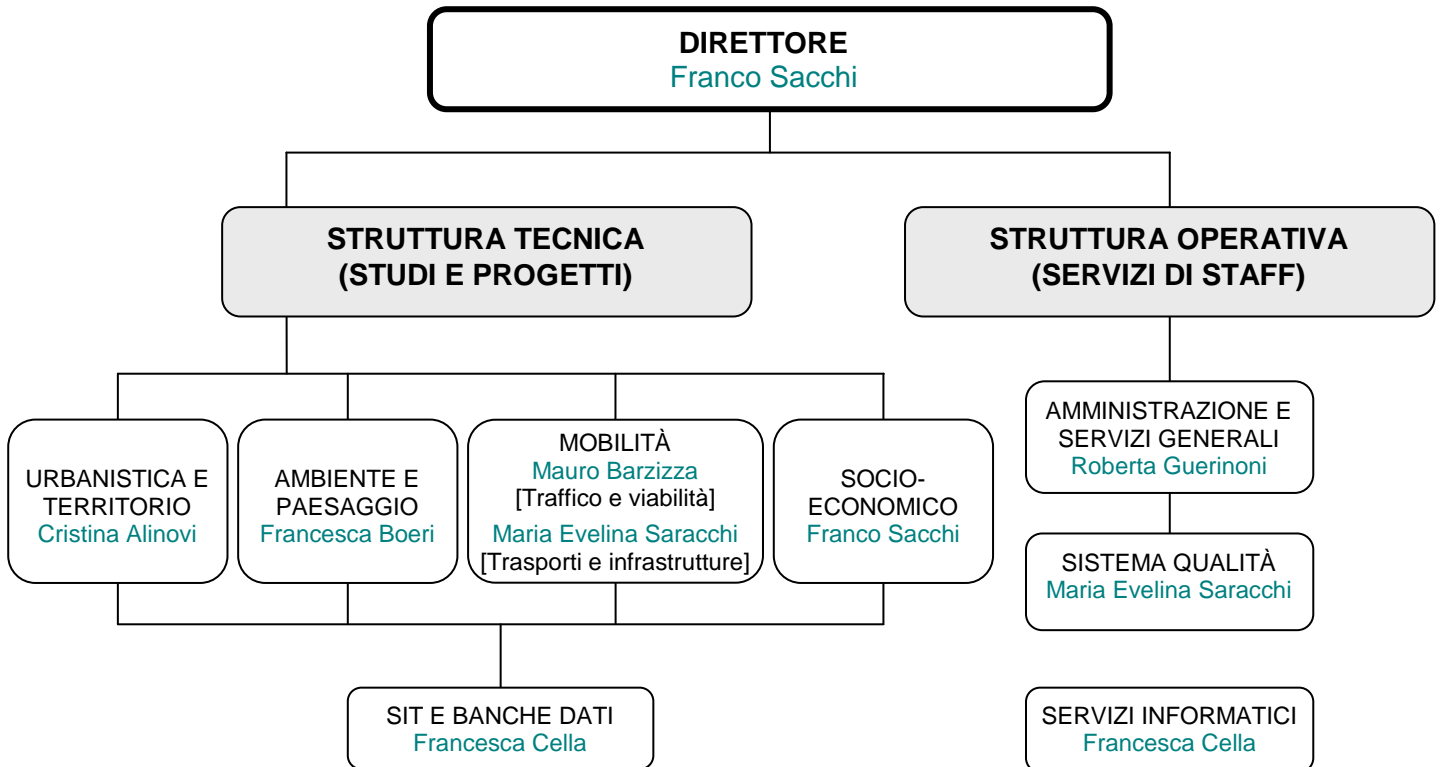 DIRETTORE
Franco Sacchi
STRUTTURA TECNICA
(STUDI E PROGETTI)
STRUTTURA OPERATIVA
(SERVIZI DI STAFF)
URBANISTICA E
TERRITORIO
Cristina Alinovi
AMBIENTE E
PAESAGGIO
Francesca Boeri
MOBILITÀ
Mauro Barzizza
[Traffico e viabilità]
Maria Evelina Saracchi
[Trasporti e infrastrutture]
SOCIO-
ECONOMICO
Franco Sacchi
AMMINISTRAZIONE E
SERVIZI GENERALI
Roberta Guerinoni
SISTEMA QUALITÀ
Maria Evelina Saracchi
SIT E BANCHE DATI
Francesca Cella
SERVIZI INFORMATICI
Francesca Cella